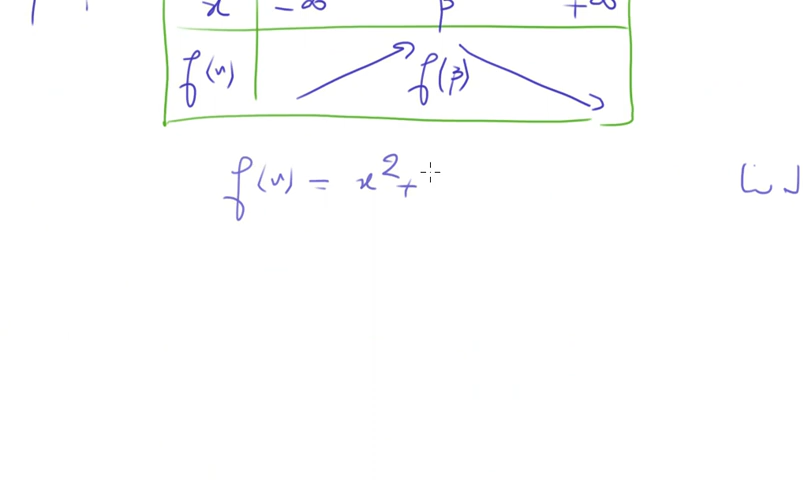 x -∞ β +∞
f(x) f(β)
f(x) = x² +